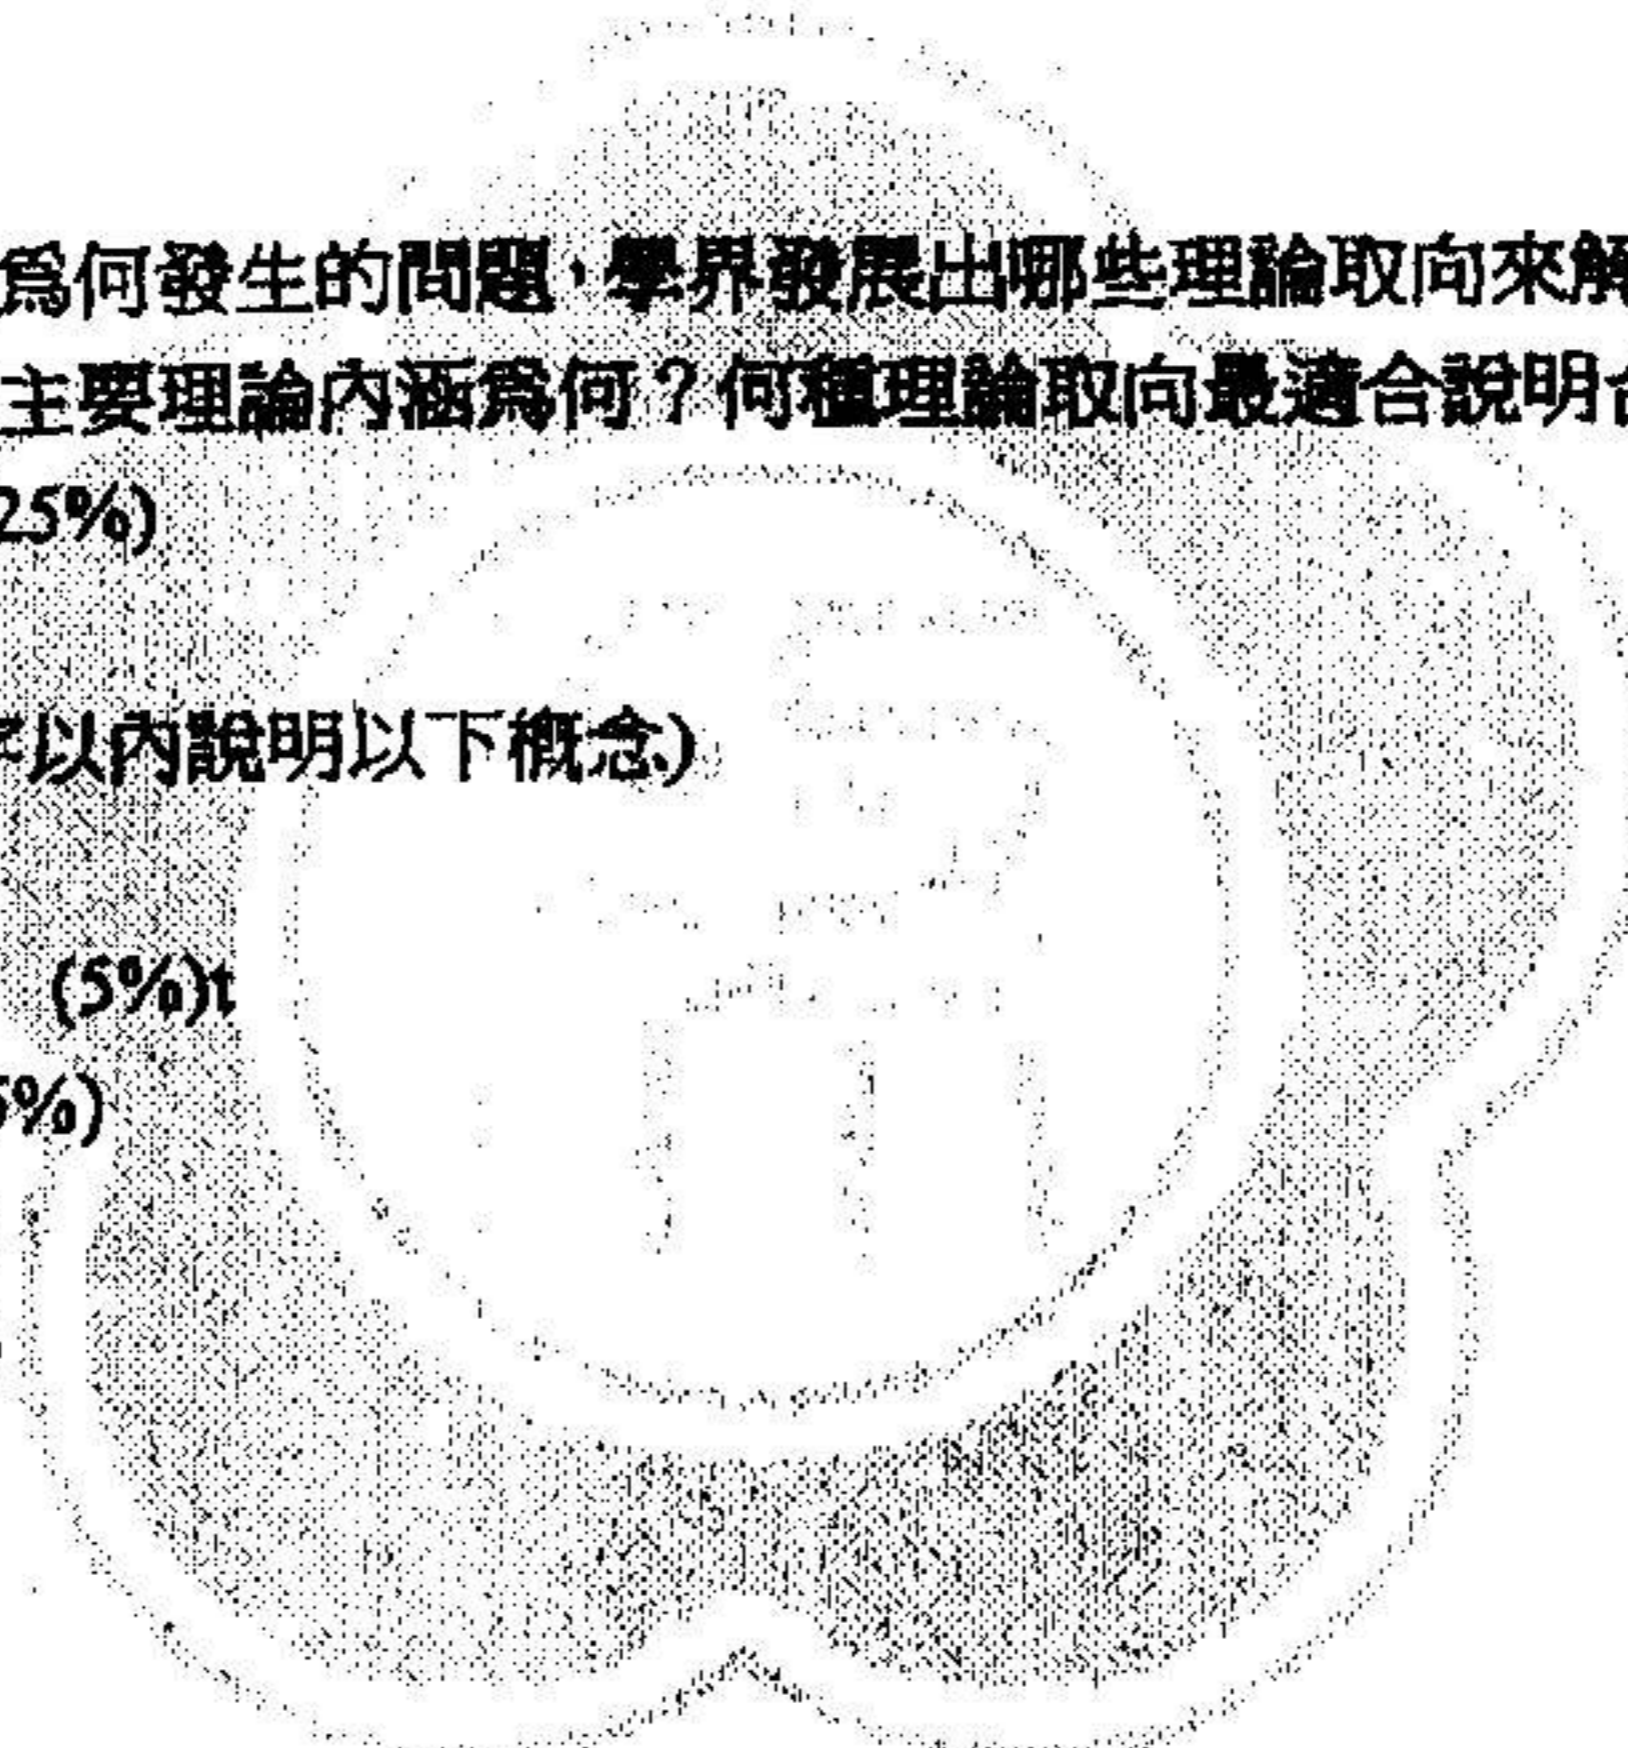 爲何發生的問題，學界發展出哪些理論取向來解
主要理論內涵爲何？何種理論取向最適合說明
25%)
以內說明以下概念)
(5%)t
5%)